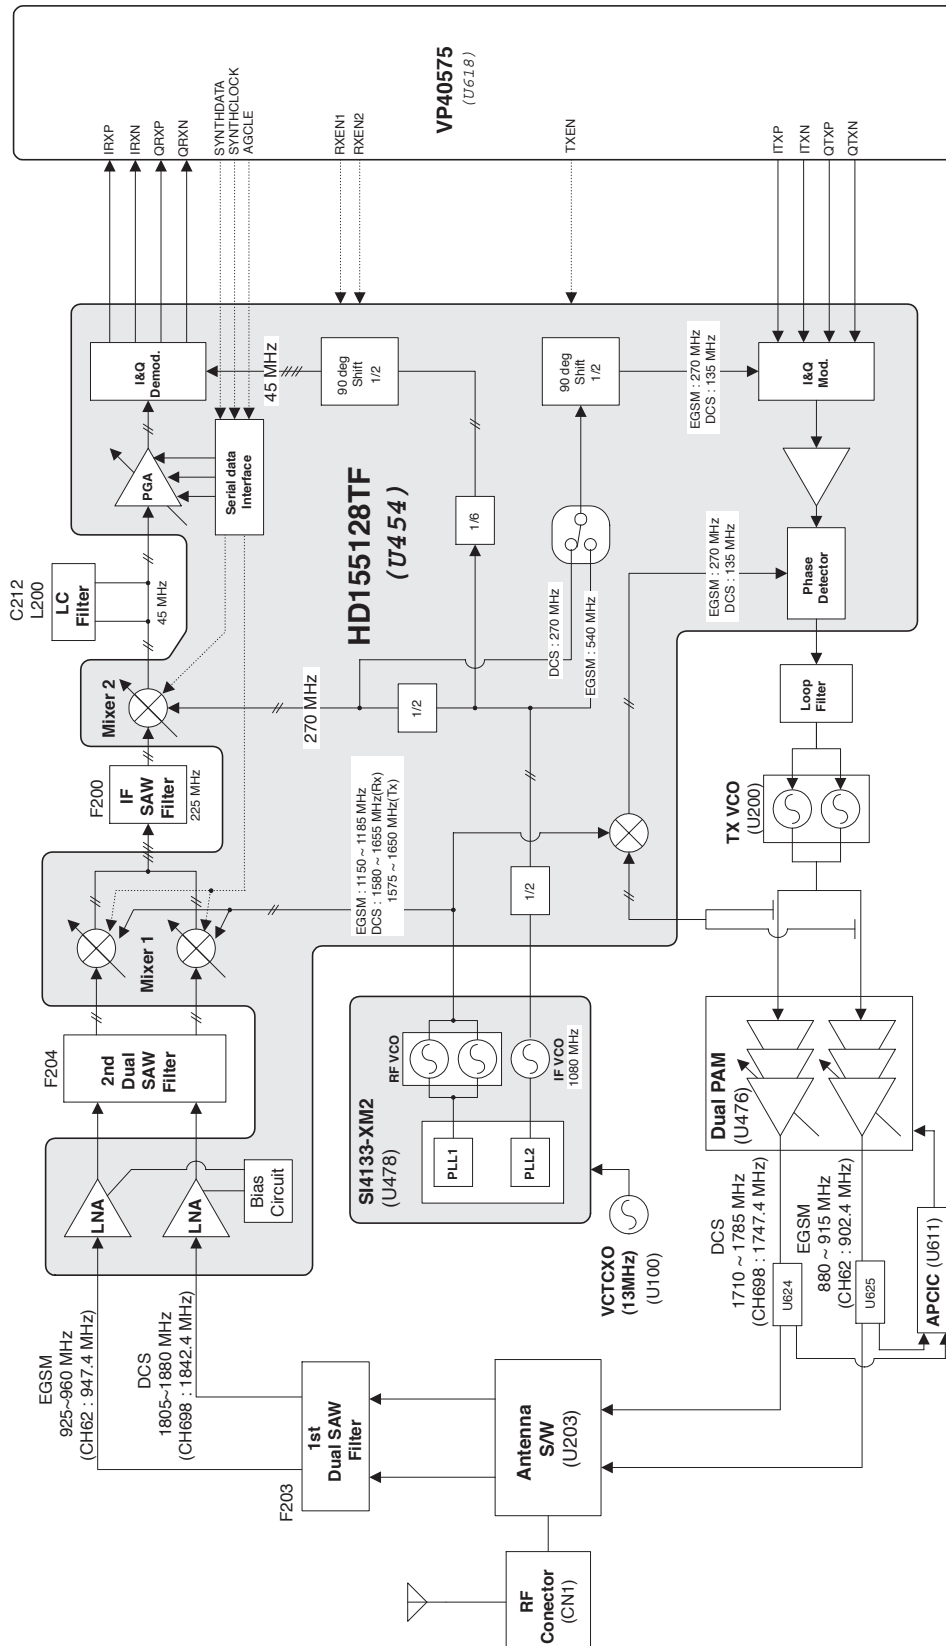 VP40575
(U618)
IRXP
IRXN
QRXP
QRXN
SYNTHDATA
SYNTHCLOCK
AGCLE
RXEN1
RXEN2
TXEN
ITXP
ITXN
QTXP
QTXN
I&Q
Demod.
PGA
Serial data
Interface
45 MHz
90 deg
Shift
1/2
90 deg
Shift
1/2
EGSM : 270 MHz
DCS : 135 MHz
I&Q
Mod.
HD155128TF
(U454)
1/6
C212
L200
LC
Filter
45 MHz
Mixer 2
270 MHz
1/2
DCS : 270 MHz
EGSM : 540 MHz
EGSM : 270 MHz
DCS : 135 MHz
Phase
Detector
Loop
Filter
F200
IF
SAW
Filter
225 MHz
EGSM : 1150 ~ 1185 MHz
DCS : 1580 ~ 1655 MHz(Rx)
1575 ~ 1650 MHz(Tx)
1/2
TX VCO
(U200)
Mixer 1
F204
2nd
Dual
SAW
Filter
RF VCO
IF VCO
1080 MHz
SI4133-XM2
(U478)
PLL1
PLL2
Dual PAM
(U476)
LNA
LNA
Bias
Circuit
VCTCXO
(13MHz)
(U100)
DCS
1710 ~ 1785 MHz
(CH698 : 1747.4 MHz)
EGSM
880 ~ 915 MHz
(CH62 : 902.4 MHz)
U624
U625
APCIC (U611)
EGSM
925~960 MHz
(CH62 : 947.4 MHz)
DCS
1805~1880 MHz
(CH698 : 1842.4 MHz)
F203
1st
Dual SAW
Filter
Antenna
S/W
(U203)
RF
Conector
(CN1)